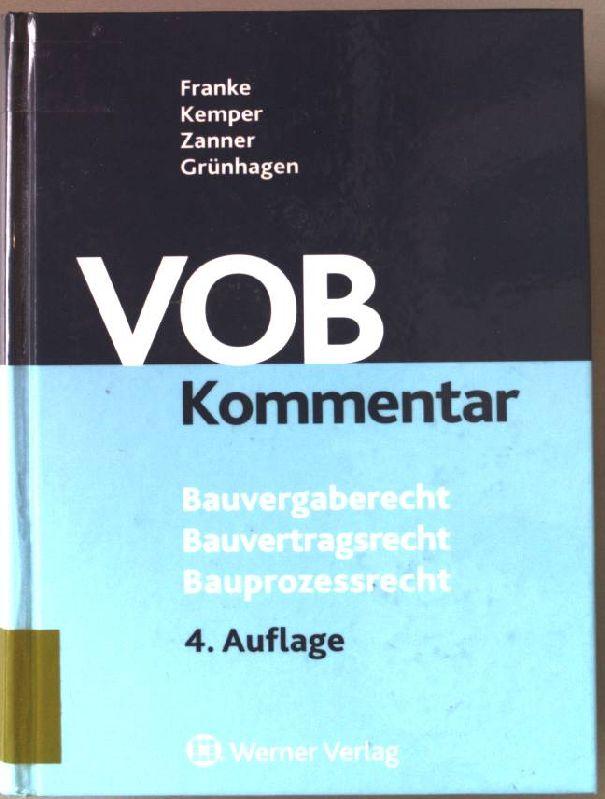 Franke
Kemper
Zanner
Grünhagen
VOB
Kommentar
Bauvergaberecht
Bauvertragsrecht
Bauprozessrecht
4. Auflage
Werner Verlag